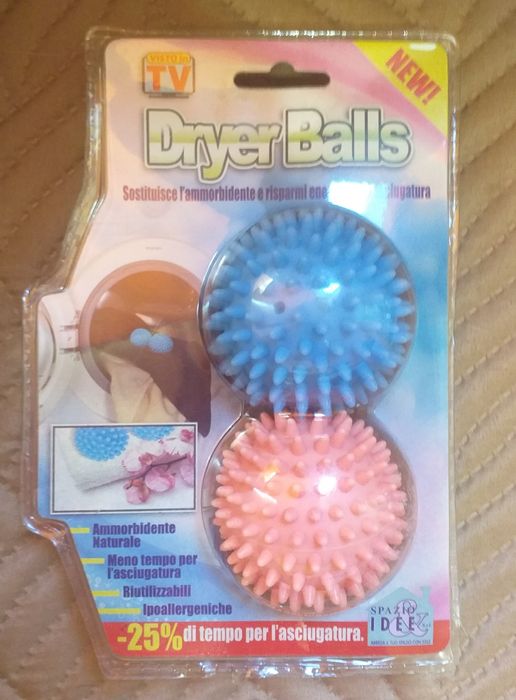 VISTO in
TV
NEW!
Dryer Balls
Sostituisce l'ammorbidente e risparmi ene
Ammorbidente
Naturale
Meno tempo per
l'asciugatura
Riutilizzabili
Ipoallergeniche
-25% di tempo per l'asciugatura.
SPAZIO
IDEE